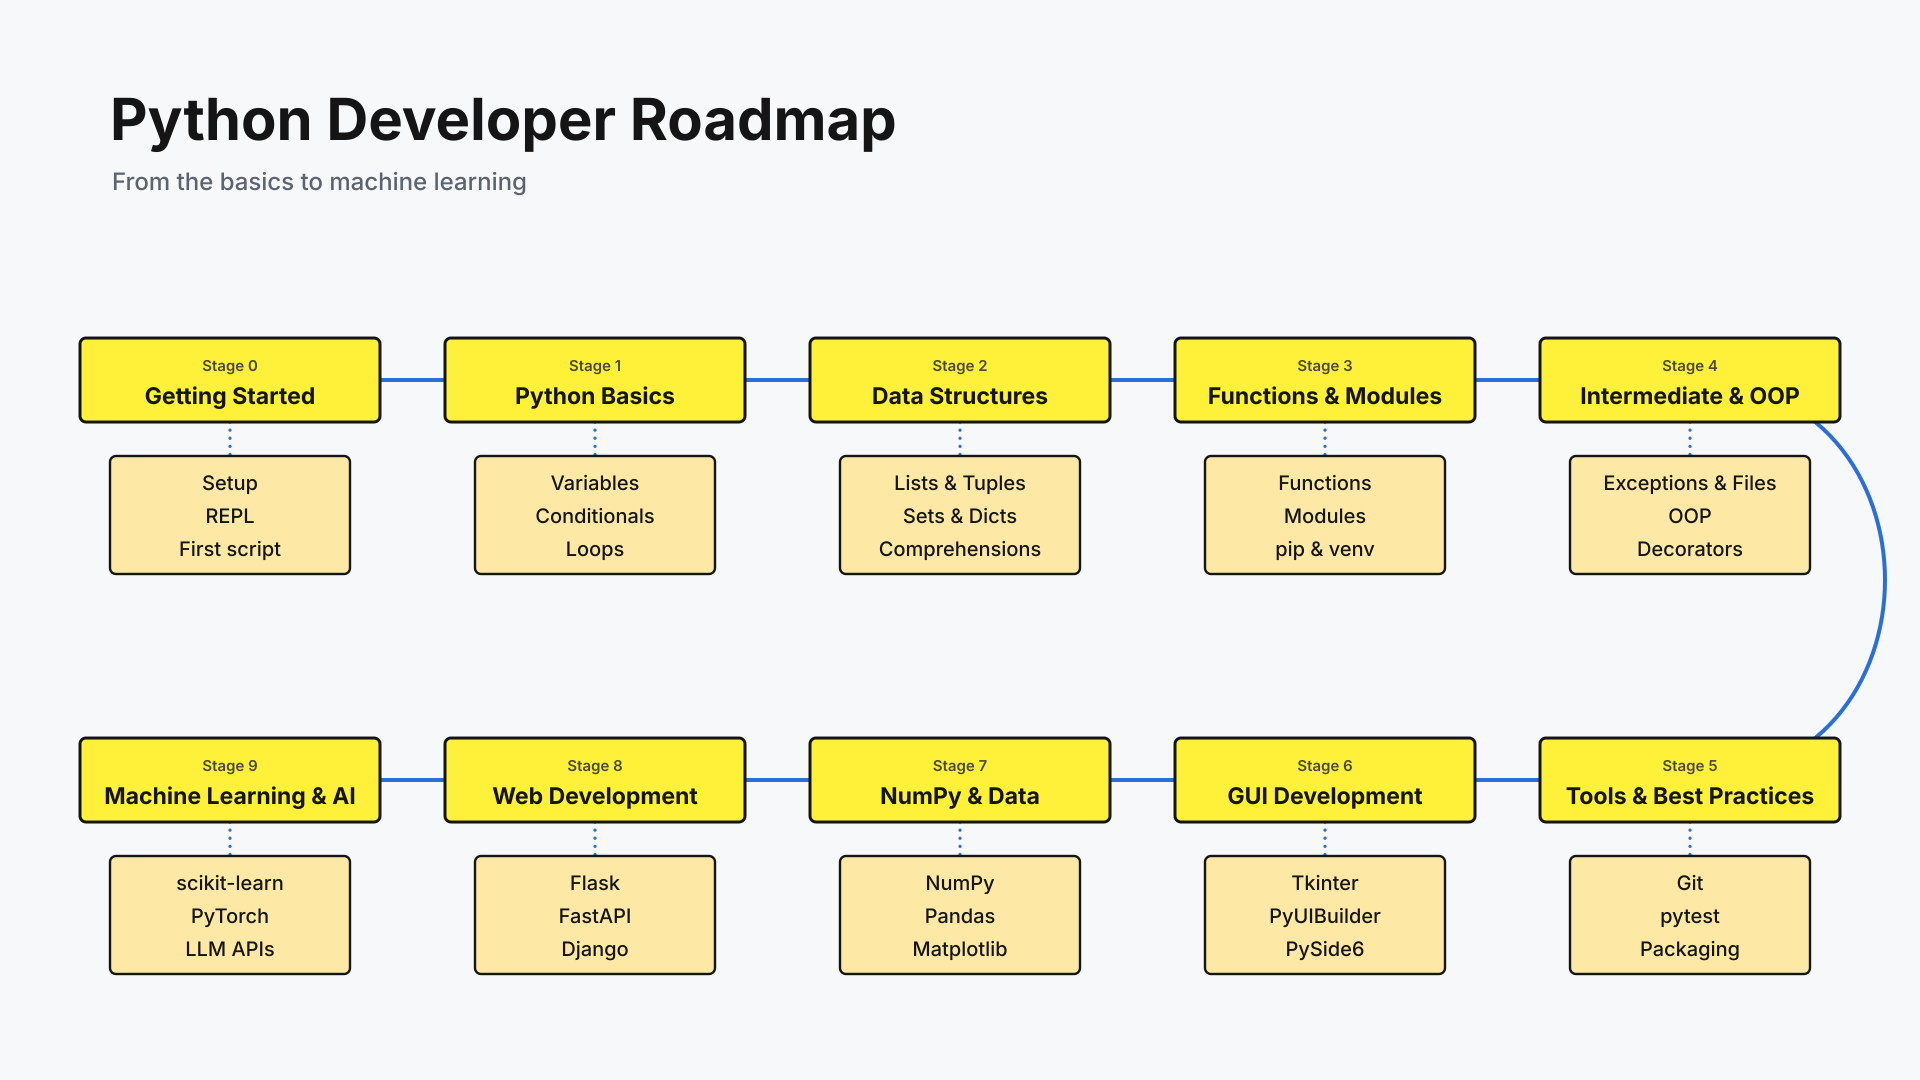 Python Developer Roadmap
From the basics to machine learning
Stage 0
Getting Started
Setup
REPL
First script
Stage 1
Python Basics
Variables
Conditionals
Loops
Stage 2
Data Structures
Lists & Tuples
Sets & Dicts
Comprehensions
Stage 3
Functions & Modules
Functions
Modules
pip & venv
Stage 4
Intermediate & OOP
Exceptions & Files
OOP
Decorators
Stage 5
Tools & Best Practices
Git
pytest
Packaging
Stage 6
GUI Development
Tkinter
PyUIBuilder
PySide6
Stage 7
NumPy & Data
NumPy
Pandas
Matplotlib
Stage 8
Web Development
Flask
FastAPI
Django
Stage 9
Machine Learning & AI
scikit-learn
PyTorch
LLM APIs